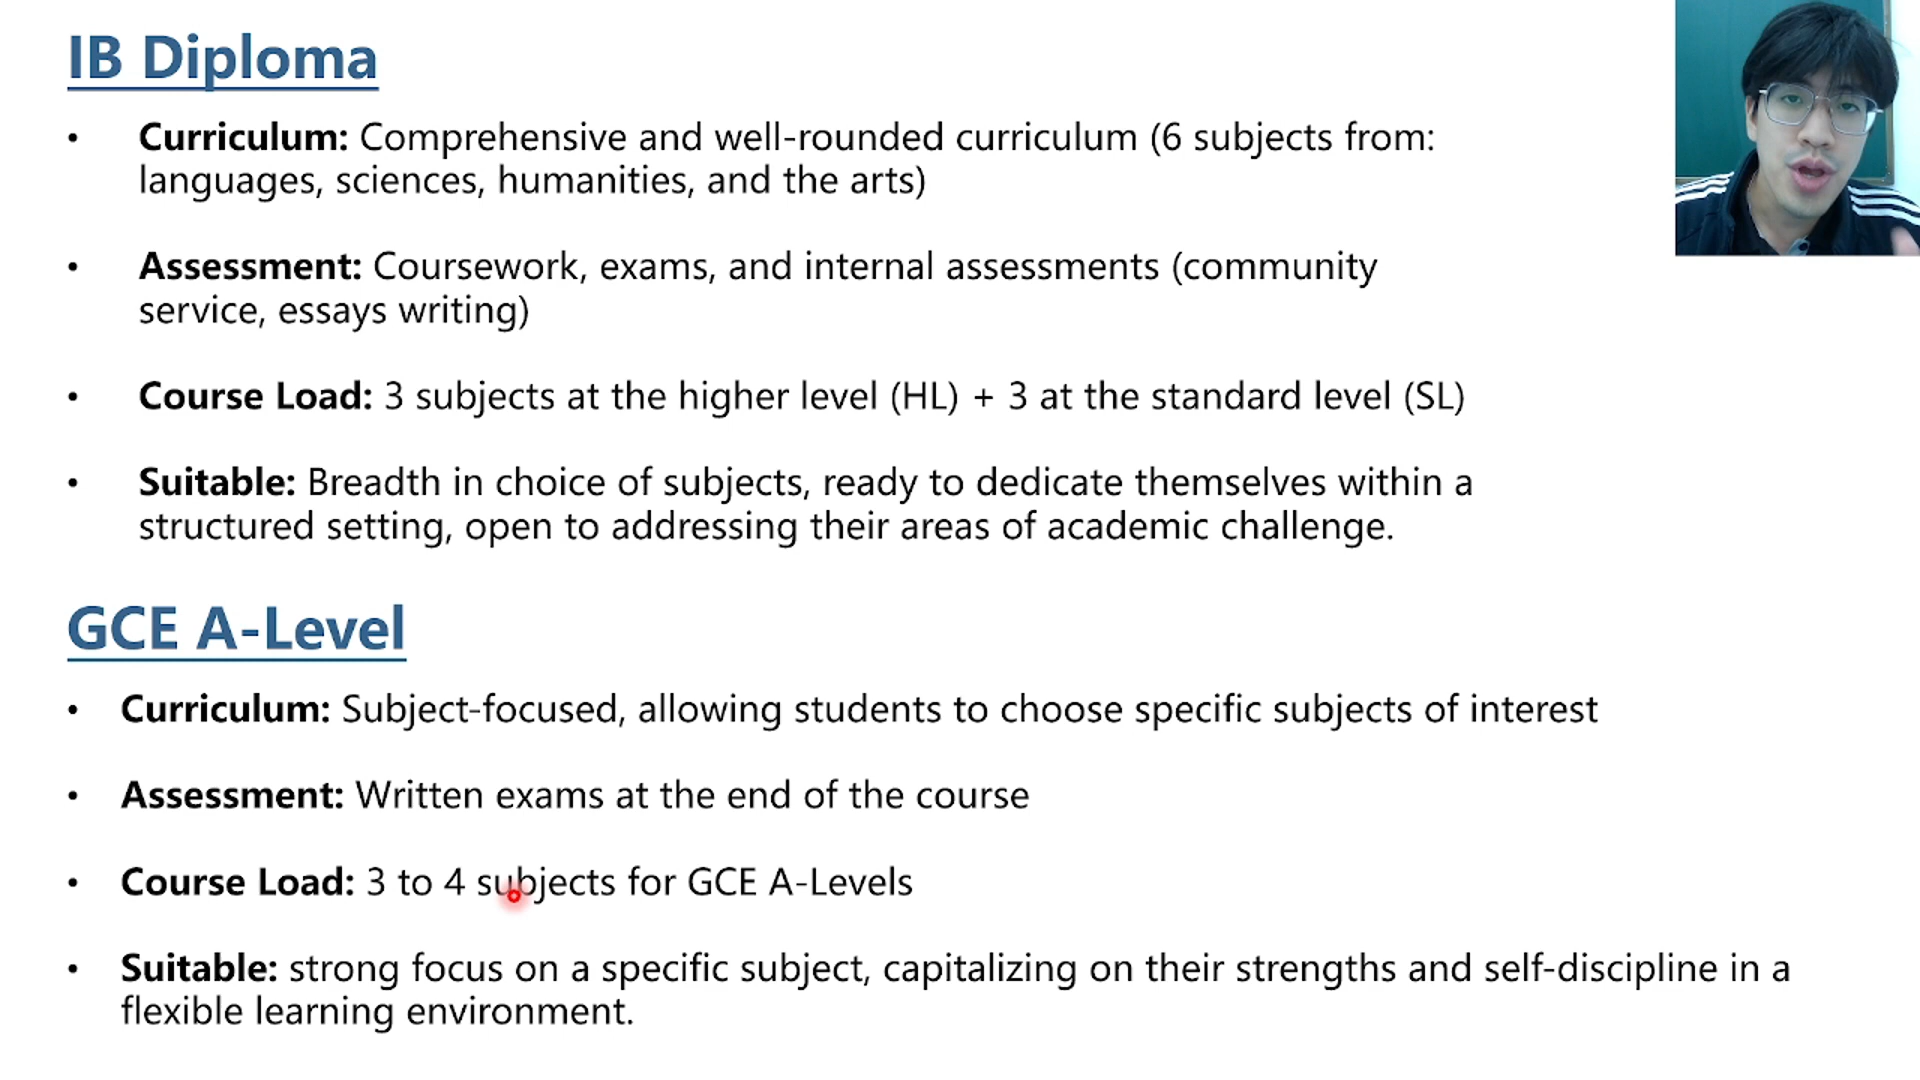 IB Diploma
• Curriculum: Comprehensive and well-rounded curriculum (6 subjects from:
languages, sciences, humanities, and the arts)
• Assessment: Coursework, exams, and internal assessments (community
service, essays writing)
• Course Load: 3 subjects at the higher level (HL) + 3 at the standard level (SL)
• Suitable: Breadth in choice of subjects, ready to dedicate themselves within a
structured setting, open to addressing their areas of academic challenge.
GCE A-Level
• Curriculum: Subject-focused, allowing students to choose specific subjects of interest
• Assessment: Written exams at the end of the course
• Course Load: 3 to 4 subjects for GCE A-Levels
• Suitable: strong focus on a specific subject, capitalizing on their strengths and self-discipline in a
flexible learning environment.